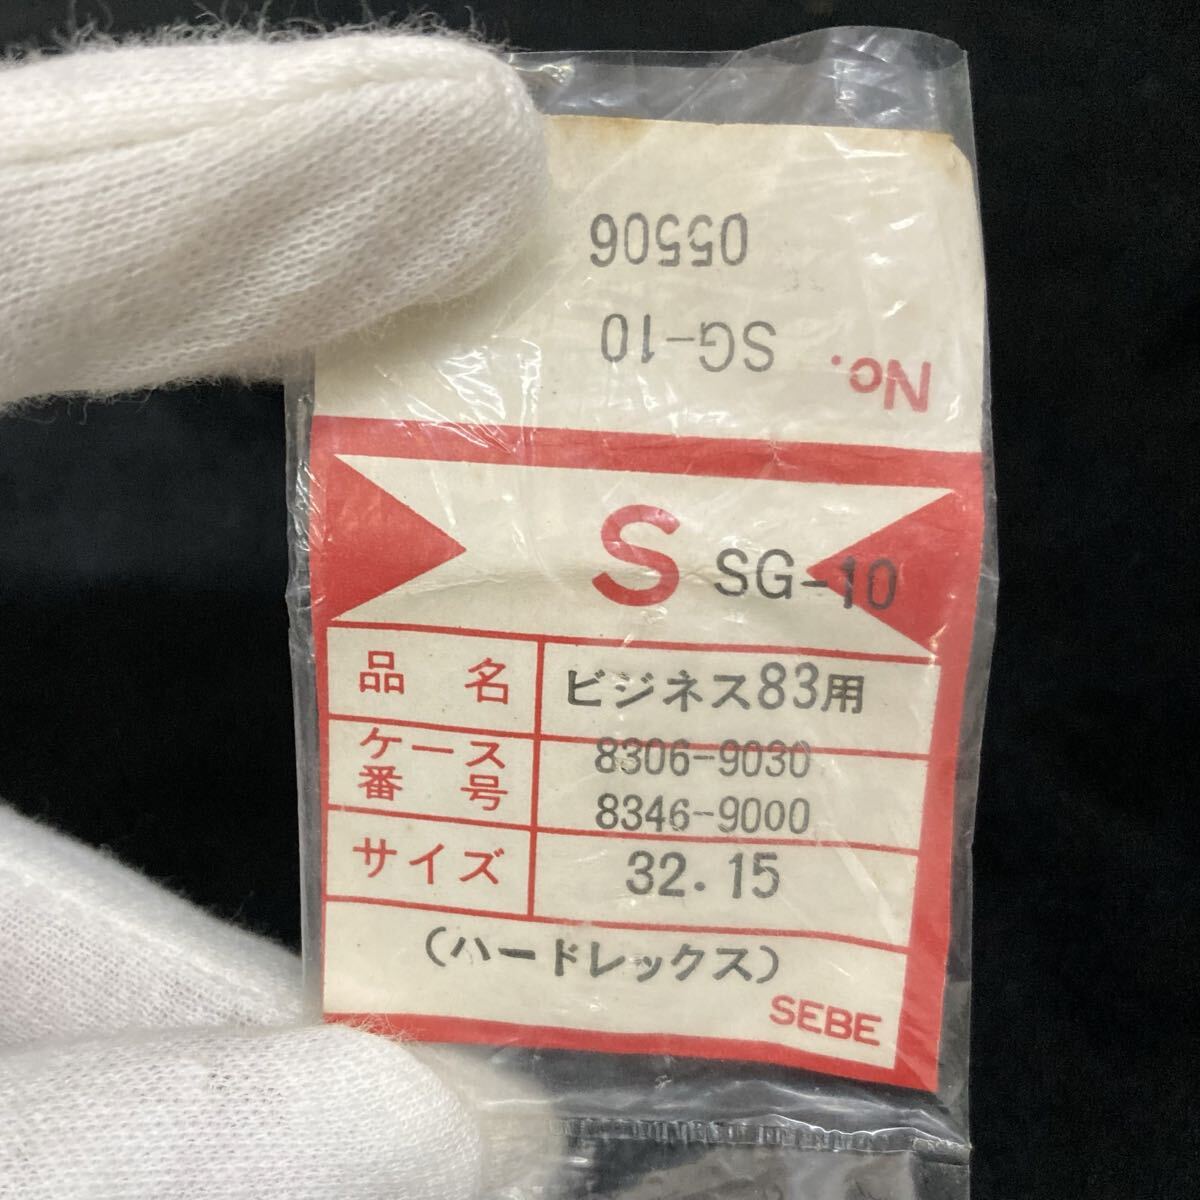 05506
No. SG-10
S SG-10
品名 ビジネス83用
ケース番号 8306-9030
8346-9000
サイズ 32.15
(ハードレックス)
SEBE